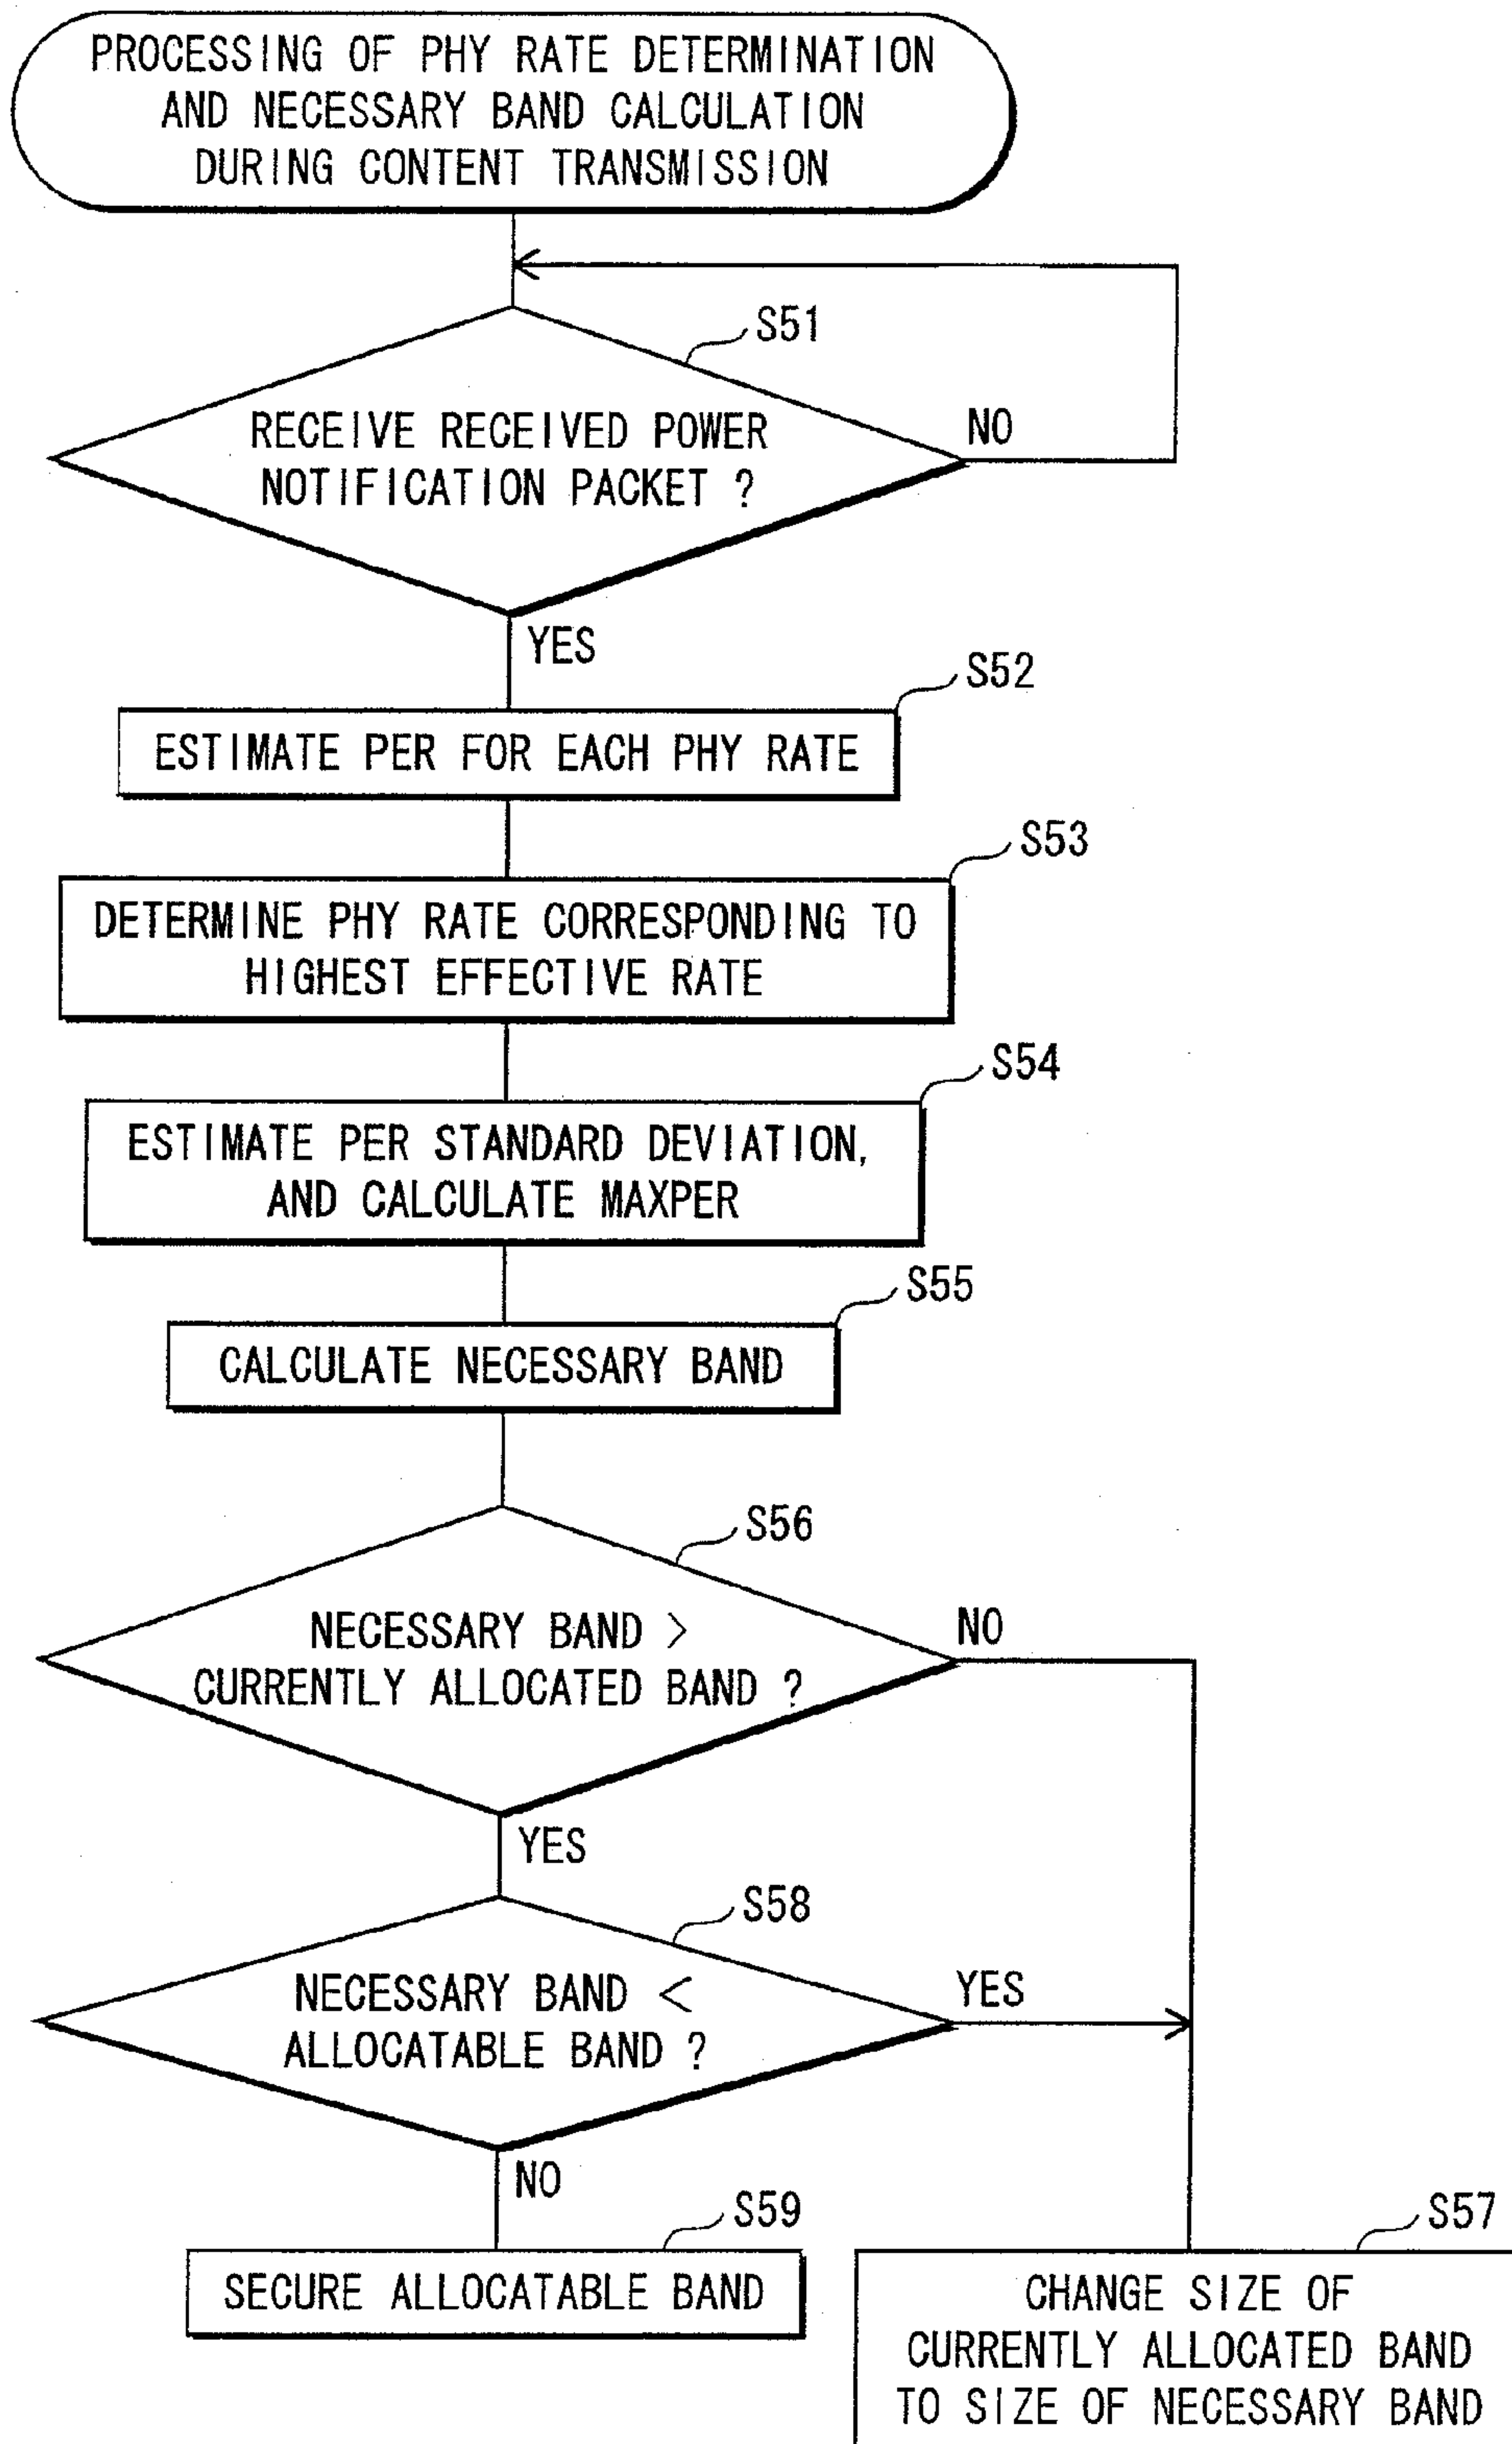 PROCESSING OF PHY RATE DETERMINATION
AND NECESSARY BAND CALCULATION
DURING CONTENT TRANSMISSION
S51
RECEIVE RECEIVED POWER
NOTIFICATION PACKET ?
NO
YES
S52
ESTIMATE PER FOR EACH PHY RATE
S53
DETERMINE PHY RATE CORRESPONDING TO
HIGHEST EFFECTIVE RATE
S54
ESTIMATE PER STANDARD DEVIATION,
AND CALCULATE MAXPER
S55
CALCULATE NECESSARY BAND
S56
NECESSARY BAND >
CURRENTLY ALLOCATED BAND ?
NO
YES
S58
NECESSARY BAND <
ALLOCATABLE BAND ?
YES
NO
S59
SECURE ALLOCATABLE BAND
S57
CHANGE SIZE OF
CURRENTLY ALLOCATED BAND
TO SIZE OF NECESSARY BAND